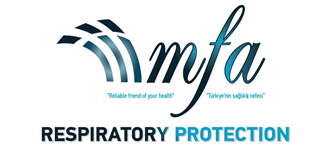 mfa
"Reliable friend of your health" "Türkiye'nin sağlıklı nefesi"
RESPIRATORY PROTECTION